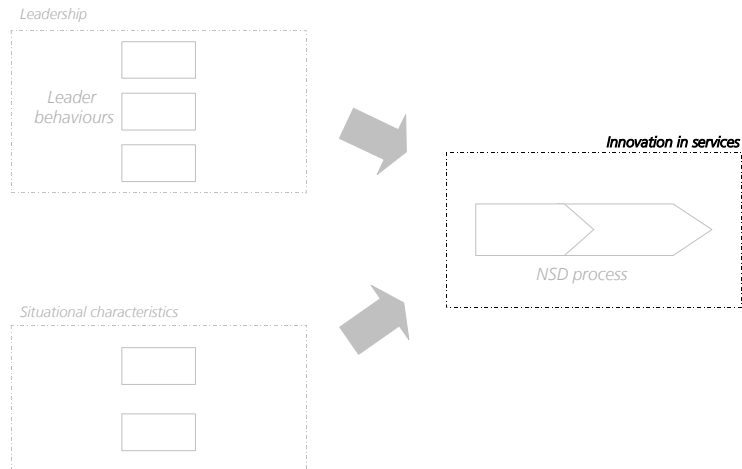 Leadership
Leader
behaviours
Innovation in services
NSD process
Situational characteristics